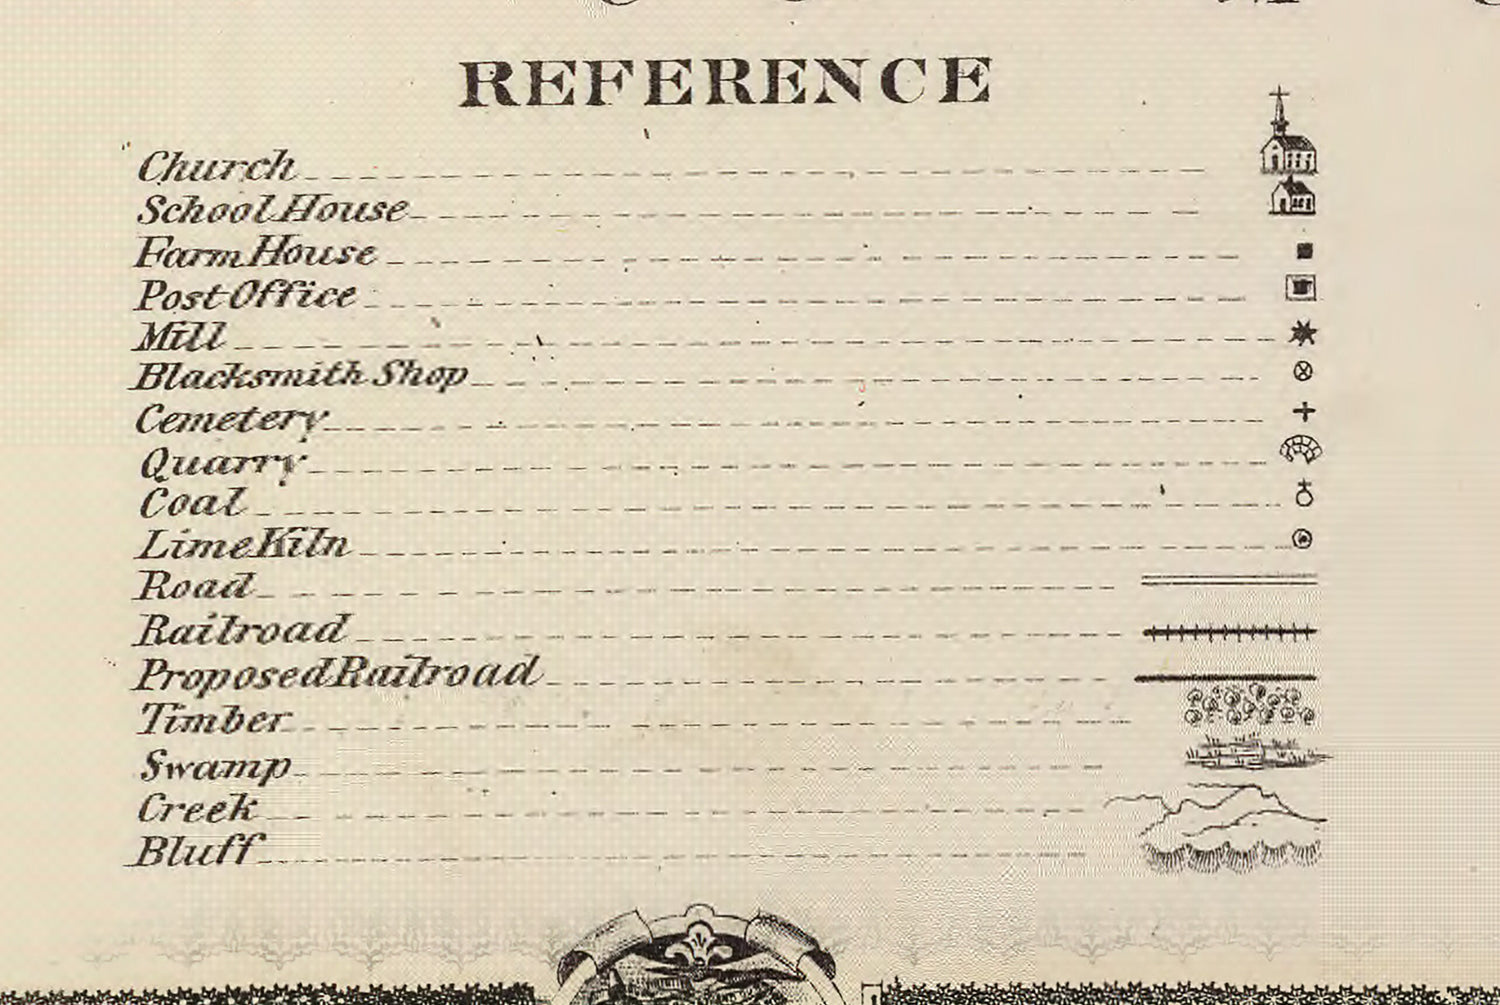 REFERENCE
Church
School House
Farm House
Post Office
Mill
Blacksmith Shop
Cemetery
Quarry
Coal
Lime Kiln
Road
Railroad
Proposed Railroad
Timber
Swamp
Creek
Bluff